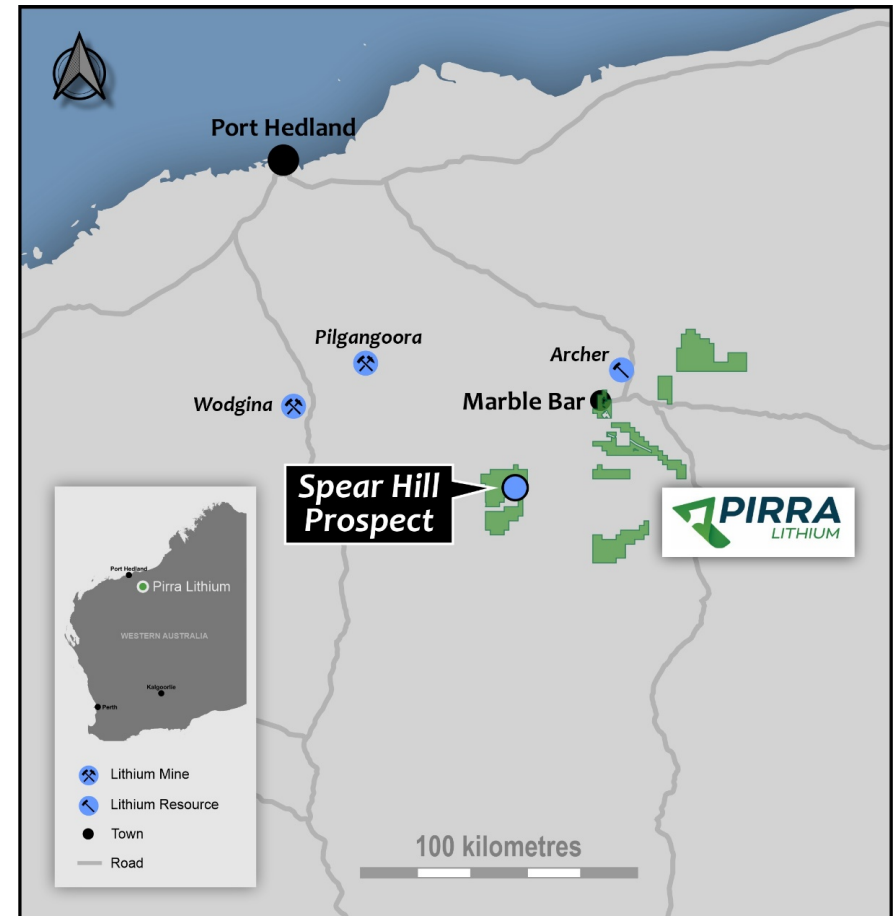 Port Hedland
Pilgangoora
Archer
Wodgina
Marble Bar
Spear Hill
Prospect
PIRRA
LITHIUM
Port Hedland
Pirra Lithium
WESTERN AUSTRALIA
Kalgoorlie
Perth
Lithium Mine
Lithium Resource
Town
Road
100 kilometres